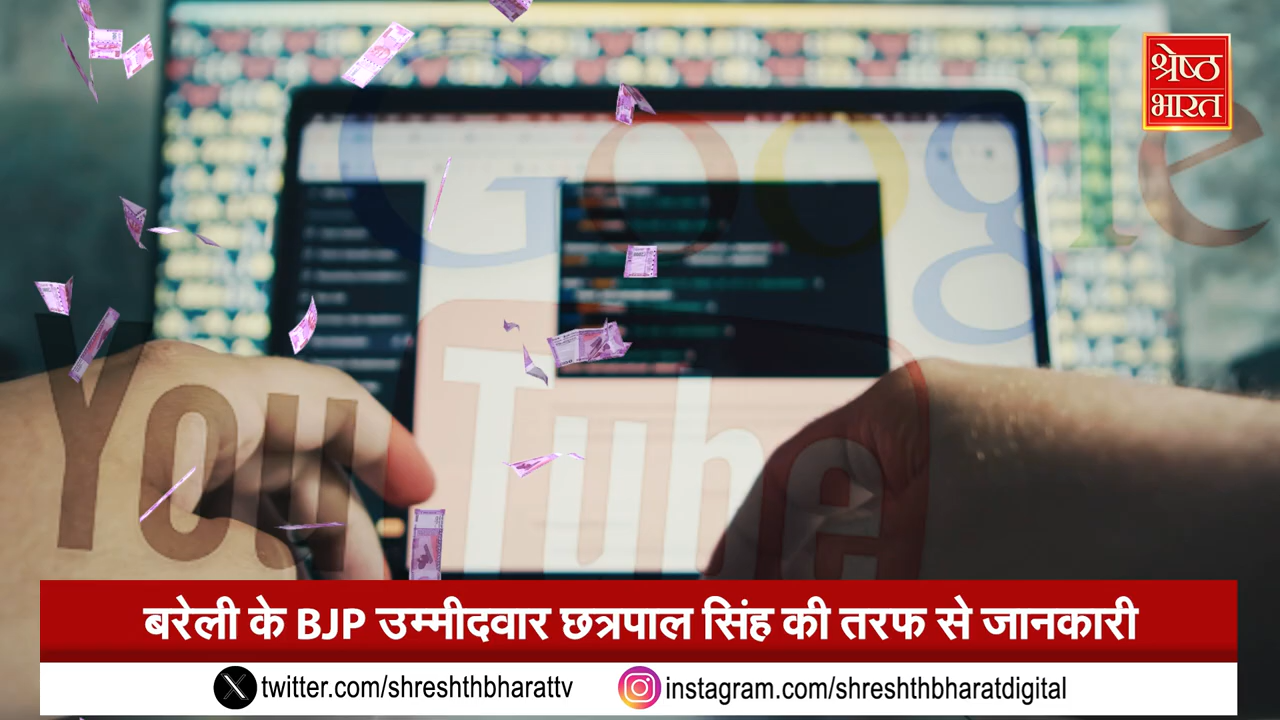 श्रेष्ठ
भारत
Google
YouTube
बरेली के BJP उम्मीदवार छत्रपाल सिंह की तरफ से जानकारी
twitter.com/shreshthbharattv
instagram.com/shreshthbharatdigital